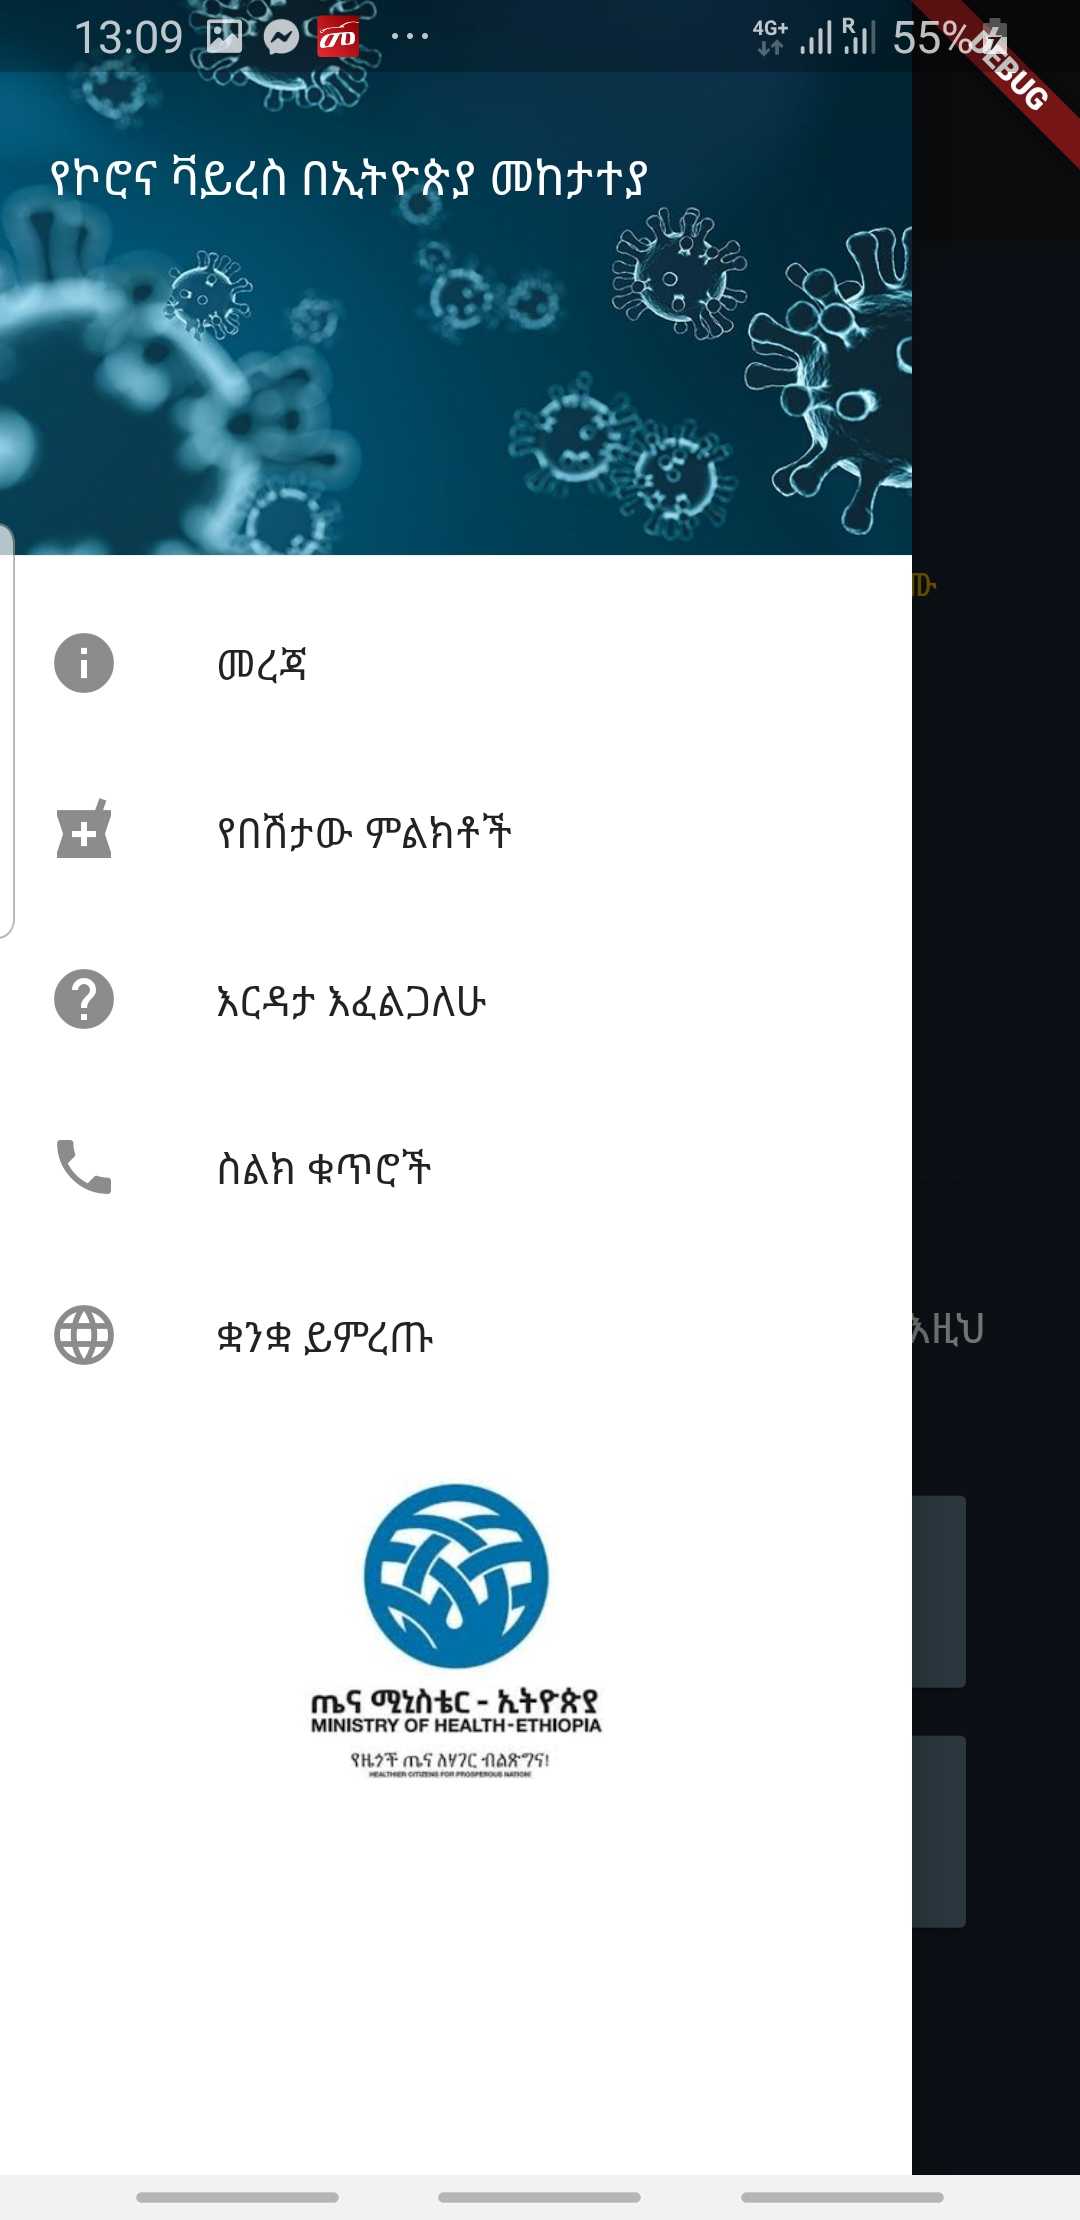 13:09
4G+
R
55%
DEBUG
የኮሮና ቫይረስ በኢትዮጵያ መከታተያ
መረጃ
የበሽታው ምልክቶች
እርዳታ እፈልጋለሁ
ስልክ ቁጥሮች
እዚህ
ቋንቋ ይምረጡ
ጤና ሚኒስቴር - ኢትዮጵያ
MINISTRY OF HEALTH-ETHIOPIA
የዜጎች ጤና ለሃገር ብልጽግና!
HEALTHIER CITIZENS FOR PROSPEROUS NATION!